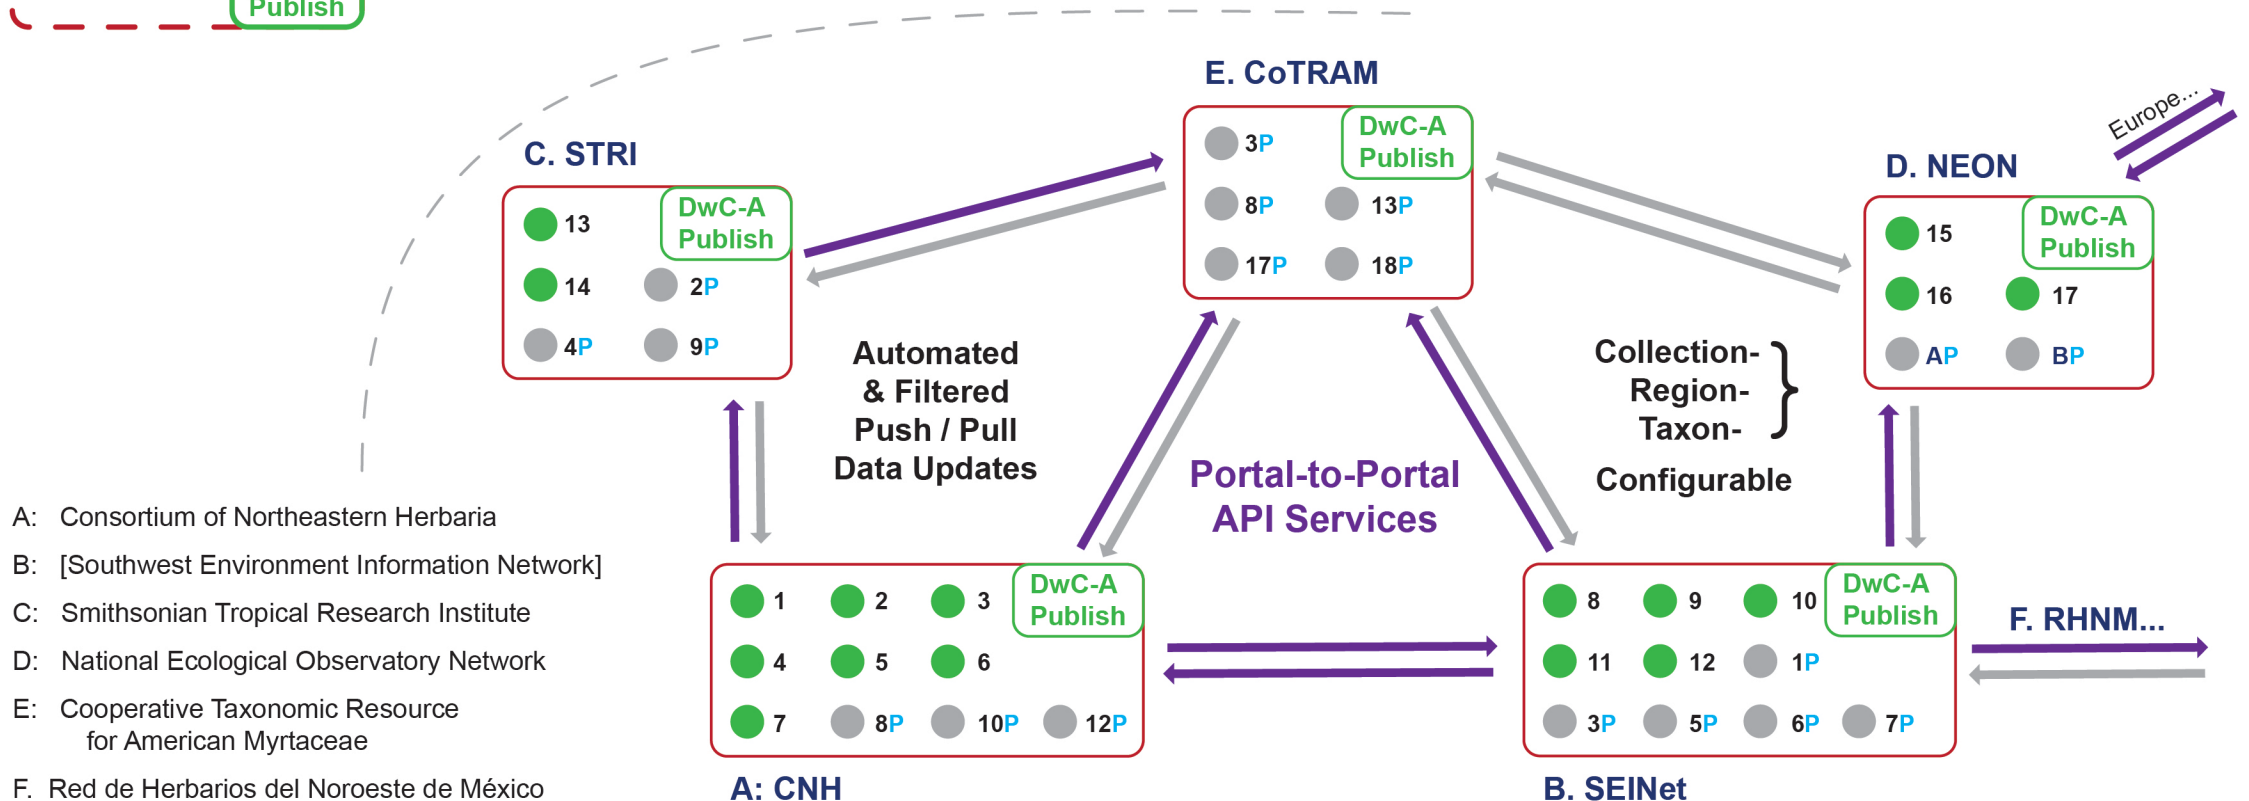 Publish
E. CoTRAM
3P
DwC-A
Publish
8P
13P
17P
18P
Europe...
C. STRI
13
DwC-A
Publish
14
2P
4P
9P
D. NEON
15
DwC-A
Publish
16
17
AP
BP
Automated
& Filtered
Push / Pull
Data Updates
Collection-
Region-
Taxon-
Configurable
Portal-to-Portal
API Services
A: Consortium of Northeastern Herbaria
B: [Southwest Environment Information Network]
C: Smithsonian Tropical Research Institute
D: National Ecological Observatory Network
E: Cooperative Taxonomic Resource
for American Myrtaceae
F. Red de Herbarios del Noroeste de México
1 2 3
DwC-A
Publish
4 5 6
7 8P 10P 12P
A: CNH
8 9 10
DwC-A
Publish
11 12 1P
3P 5P 6P 7P
B. SEINet
F. RHNM...